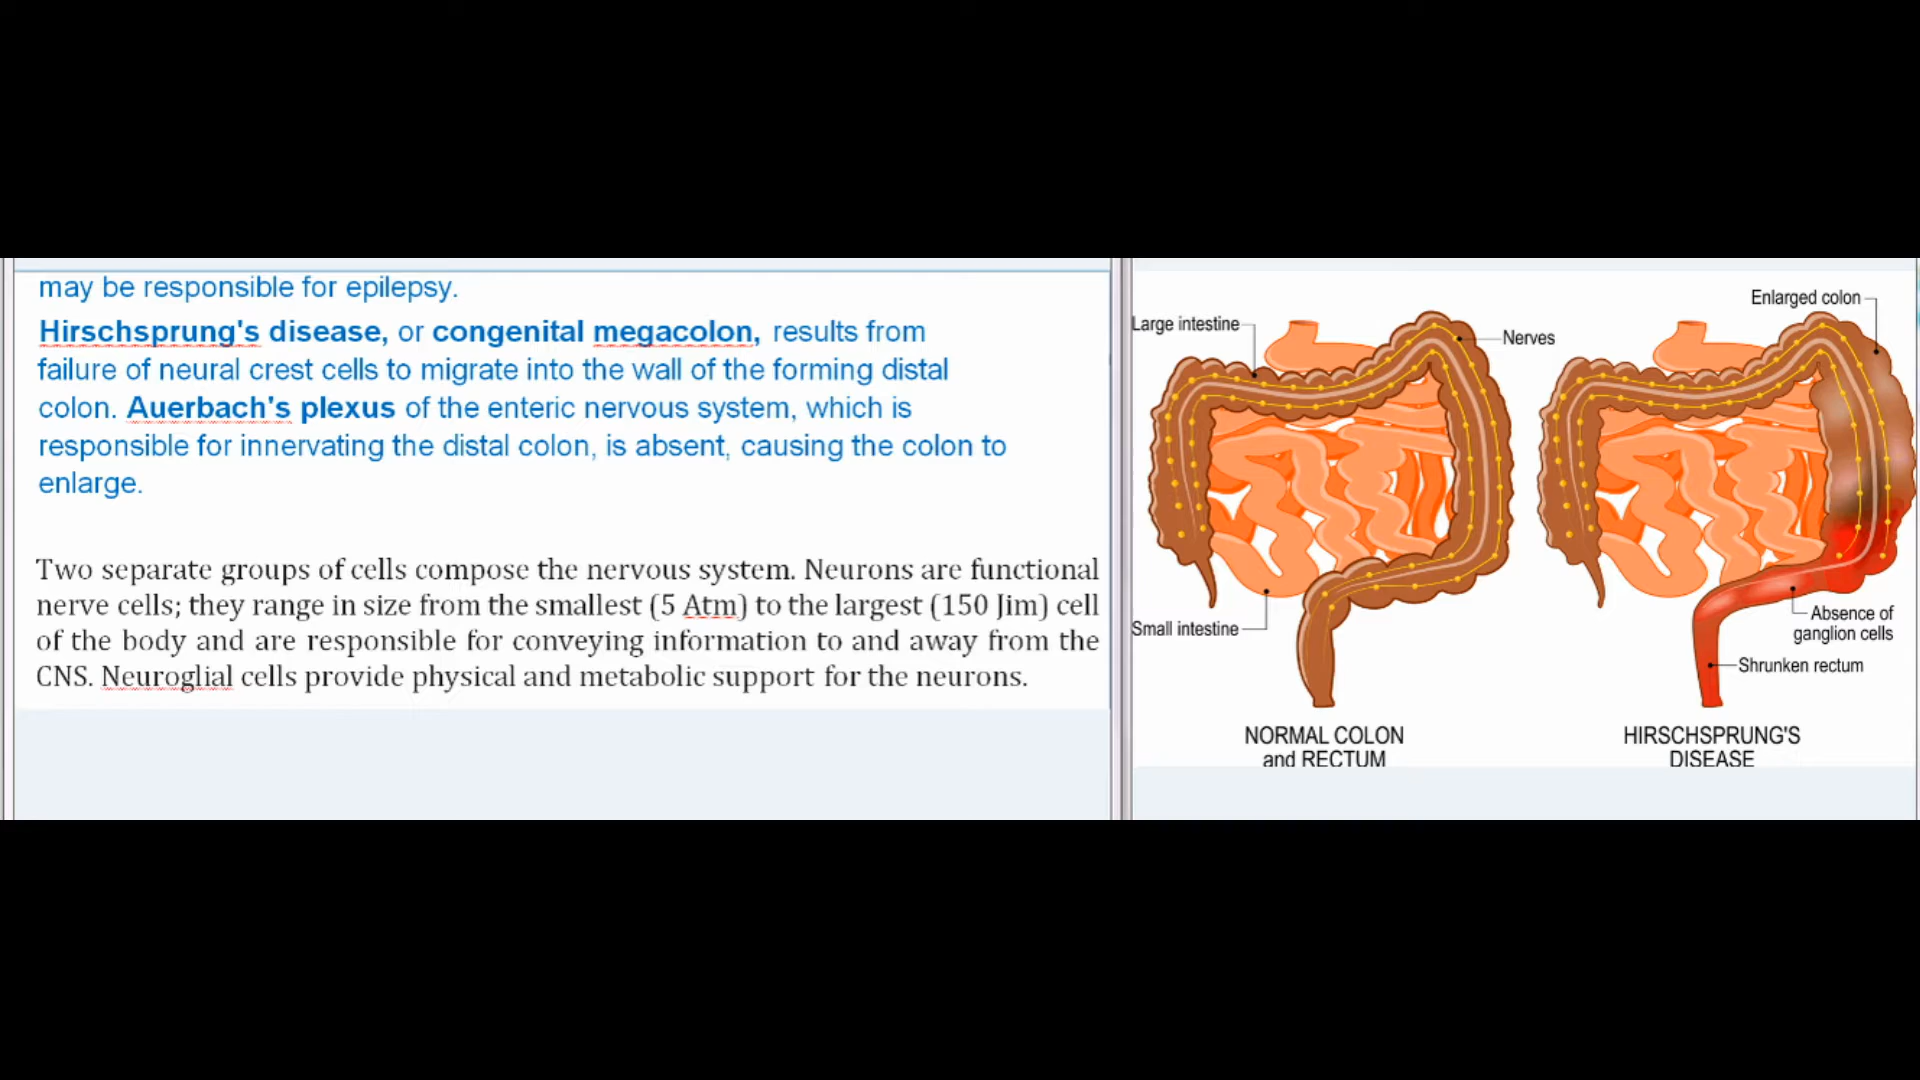 may be responsible for epilepsy.
Hirschsprung's disease, or congenital megacolon, results from
failure of neural crest cells to migrate into the wall of the forming distal
colon. Auerbach's plexus of the enteric nervous system, which is
responsible for innervating the distal colon, is absent, causing the colon to
enlarge.
Two separate groups of cells compose the nervous system. Neurons are functional
nerve cells; they range in size from the smallest (5 Atm) to the largest (150 Jim) cell
of the body and are responsible for conveying information to and away from the
CNS. Neuroglial cells provide physical and metabolic support for the neurons.
Large intestine
Nerves
Small intestine
NORMAL COLON
and RECTUM
Enlarged colon
Absence of
ganglion cells
Shrunken rectum
HIRSCHSPRUNG'S
DISEASE